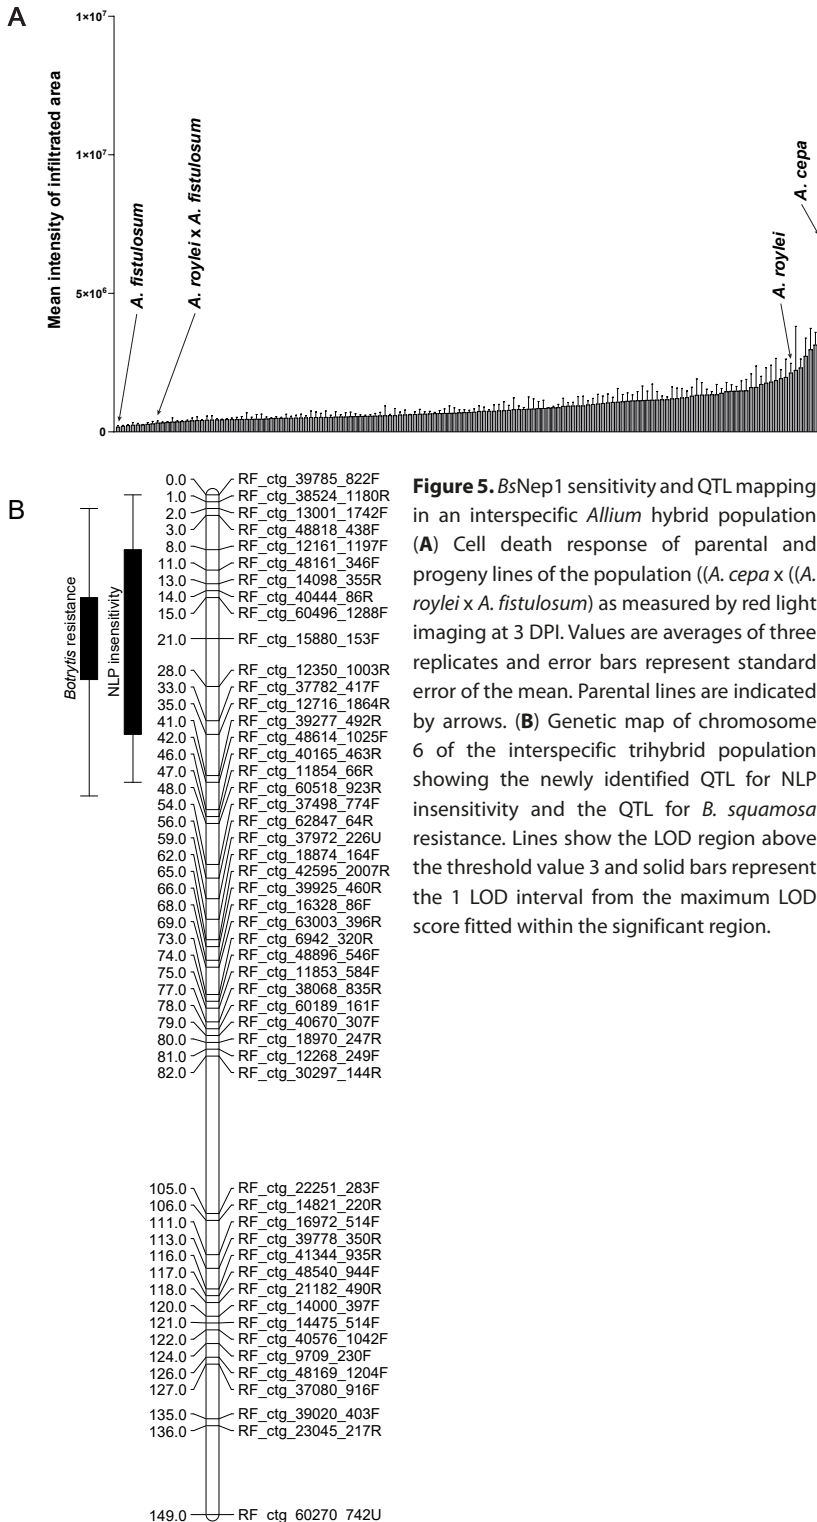 A
1×10⁷
1×10⁷
5×10⁶
0
Mean intensity of infiltrated area
A. fistulosum
A. roylei x A. fistulosum
A. roylei
A. cepa
B
Botrytis resistance
NLP insensitivity
0.0 RF_ctg_39785_822F
1.0 RF_ctg_38524_1180R
2.0 RF_ctg_13001_1742F
3.0 RF_ctg_48818_438F
8.0 RF_ctg_12161_1197F
11.0 RF_ctg_48161_346F
13.0 RF_ctg_14098_355R
14.0 RF_ctg_40444_86R
15.0 RF_ctg_60496_1288F
21.0 RF_ctg_15880_153F
28.0 RF_ctg_12350_1003R
33.0 RF_ctg_37782_417F
35.0 RF_ctg_12716_1864R
41.0 RF_ctg_39277_492R
42.0 RF_ctg_48614_1025F
46.0 RF_ctg_40165_463R
47.0 RF_ctg_11854_66R
48.0 RF_ctg_60518_923R
54.0 RF_ctg_37498_774F
56.0 RF_ctg_62847_64R
59.0 RF_ctg_37972_226U
62.0 RF_ctg_18874_164F
65.0 RF_ctg_42595_2007R
66.0 RF_ctg_39925_460R
68.0 RF_ctg_16328_86F
69.0 RF_ctg_63003_396R
73.0 RF_ctg_6942_320R
74.0 RF_ctg_48896_546F
75.0 RF_ctg_11853_584F
77.0 RF_ctg_38068_835R
78.0 RF_ctg_60189_161F
79.0 RF_ctg_40670_307F
80.0 RF_ctg_18970_247R
81.0 RF_ctg_12268_249F
82.0 RF_ctg_30297_144R
105.0 RF_ctg_22251_283F
106.0 RF_ctg_14821_220R
111.0 RF_ctg_16972_514F
113.0 RF_ctg_39778_350R
116.0 RF_ctg_41344_935R
117.0 RF_ctg_48540_944F
118.0 RF_ctg_21182_490R
120.0 RF_ctg_14000_397F
121.0 RF_ctg_14475_514F
122.0 RF_ctg_40576_1042F
124.0 RF_ctg_9709_230F
126.0 RF_ctg_48169_1204F
127.0 RF_ctg_37080_916F
135.0 RF_ctg_39020_403F
136.0 RF_ctg_23045_217R
149.0 RF_ctg_60270_742U
Figure 5. BsNep1 sensitivity and QTL mapping
in an interspecific Allium hybrid population
(A) Cell death response of parental and
progeny lines of the population ((A. cepa x ((A.
roylei x A. fistulosum) as measured by red light
imaging at 3 DPI. Values are averages of three
replicates and error bars represent standard
error of the mean. Parental lines are indicated
by arrows. (B) Genetic map of chromosome
6 of the interspecific trihybrid population
showing the newly identified QTL for NLP
insensitivity and the QTL for B. squamosa
resistance. Lines show the LOD region above
the threshold value 3 and solid bars represent
the 1 LOD interval from the maximum LOD
score fitted within the significant region.